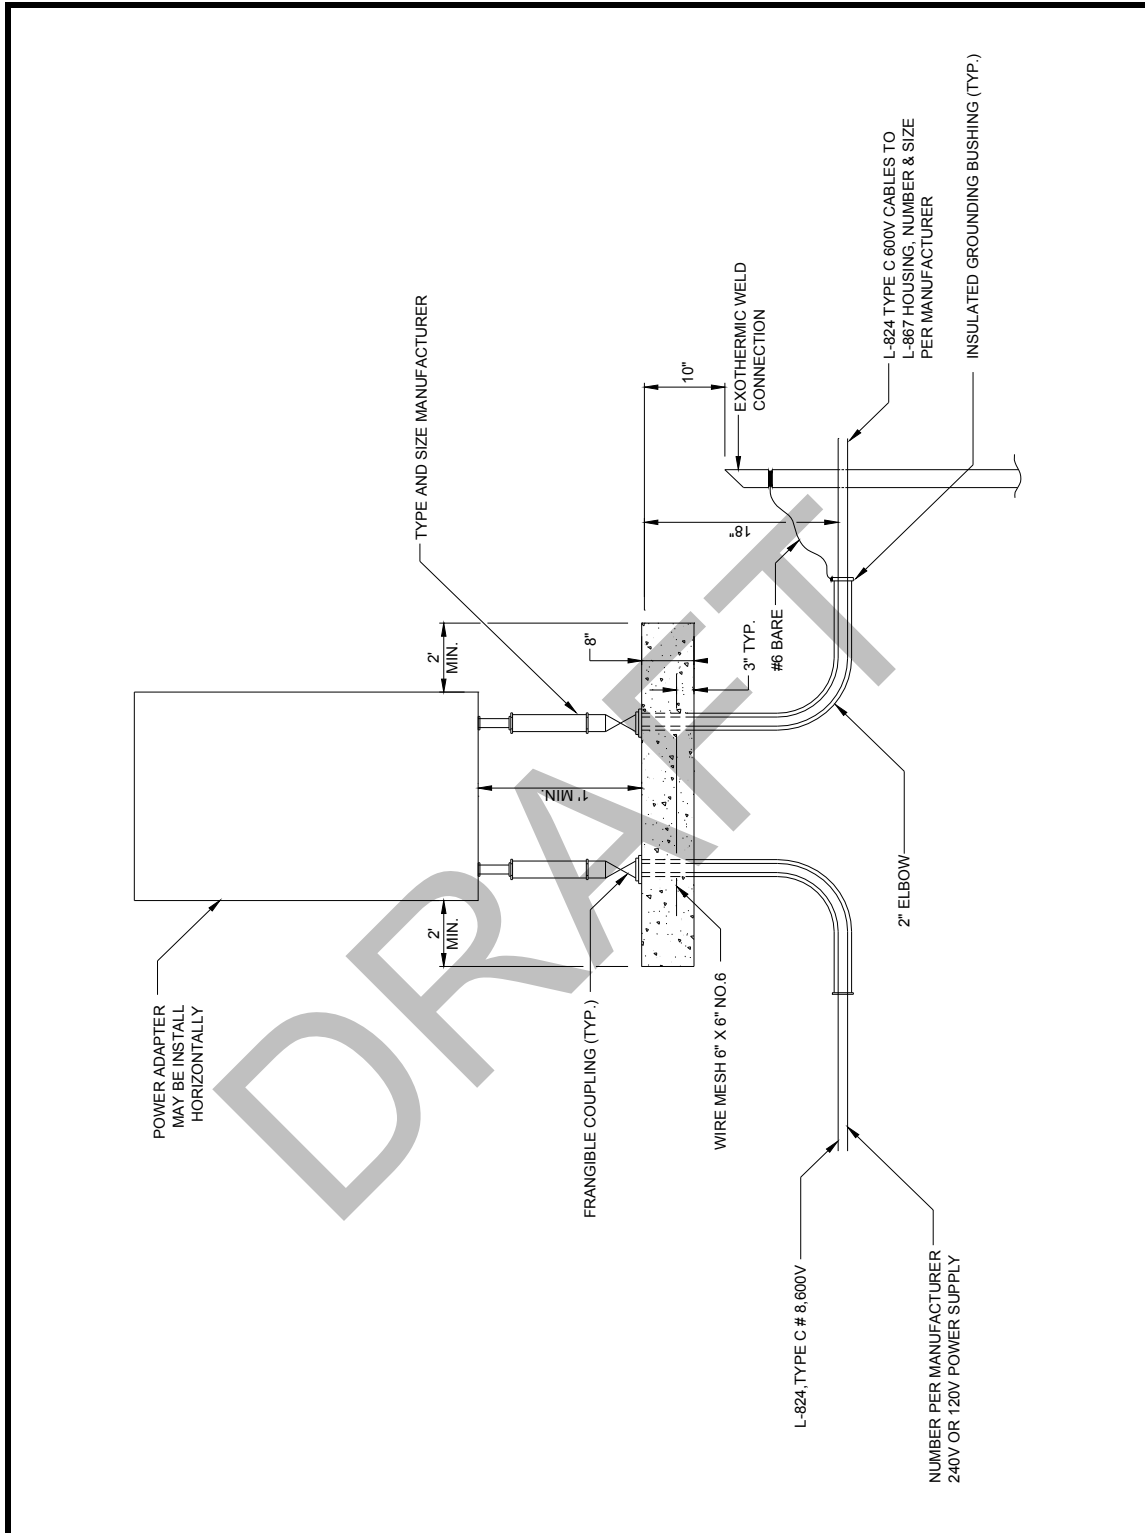 POWER ADAPTER
MAY BE INSTALL
HORIZONTALLY
2'
MIN.
2'
MIN.
TYPE AND SIZE MANUFACTURER
1' MIN.
FRANGIBLE COUPLING (TYP.)
8"
10"
EXOTHERMIC WELD
CONNECTION
18"
3" TYP.
#6 BARE
WIRE MESH 6" X 6" NO.6
L-824 TYPE C 600V CABLES TO
L-867 HOUSING, NUMBER & SIZE
PER MANUFACTURER
INSULATED GROUNDING BUSHING (TYP.)
2" ELBOW
L-824,TYPE C # 8,600V
NUMBER PER MANUFACTURER
240V OR 120V POWER SUPPLY
DRAFT